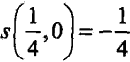 s(1/4, 0) = -1/4